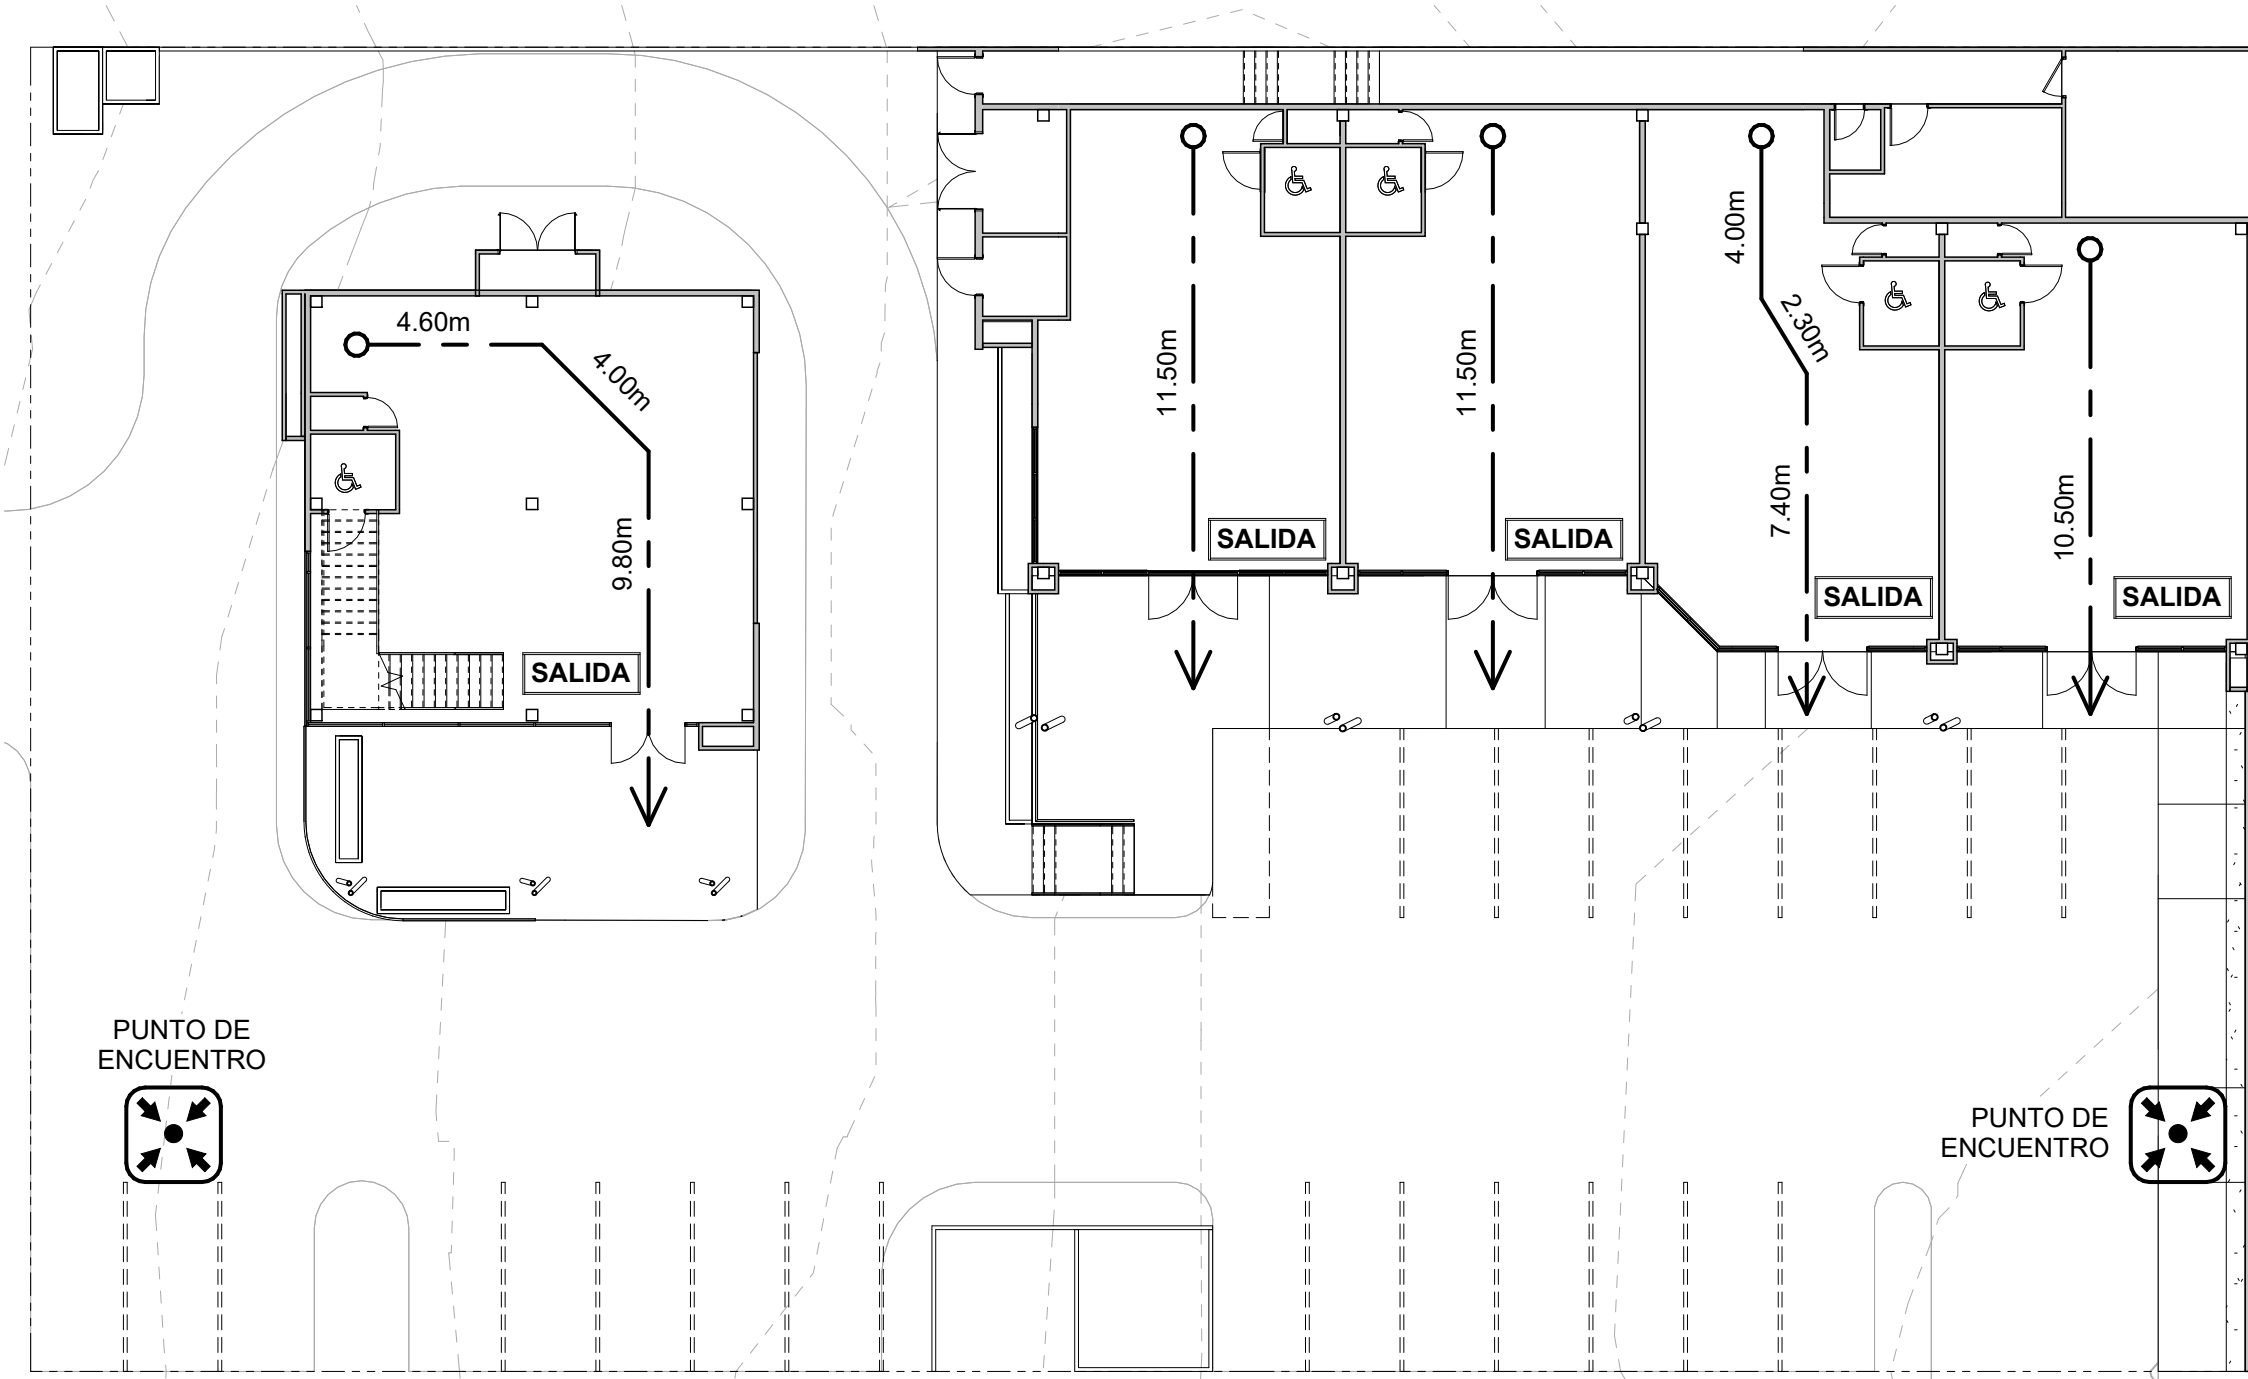 4.60m
4.00m
9.80m
SALIDA
11.50m
SALIDA
11.50m
SALIDA
4.00m
2.30m
7.40m
SALIDA
10.50m
SALIDA
PUNTO DE
ENCUENTRO
PUNTO DE
ENCUENTRO